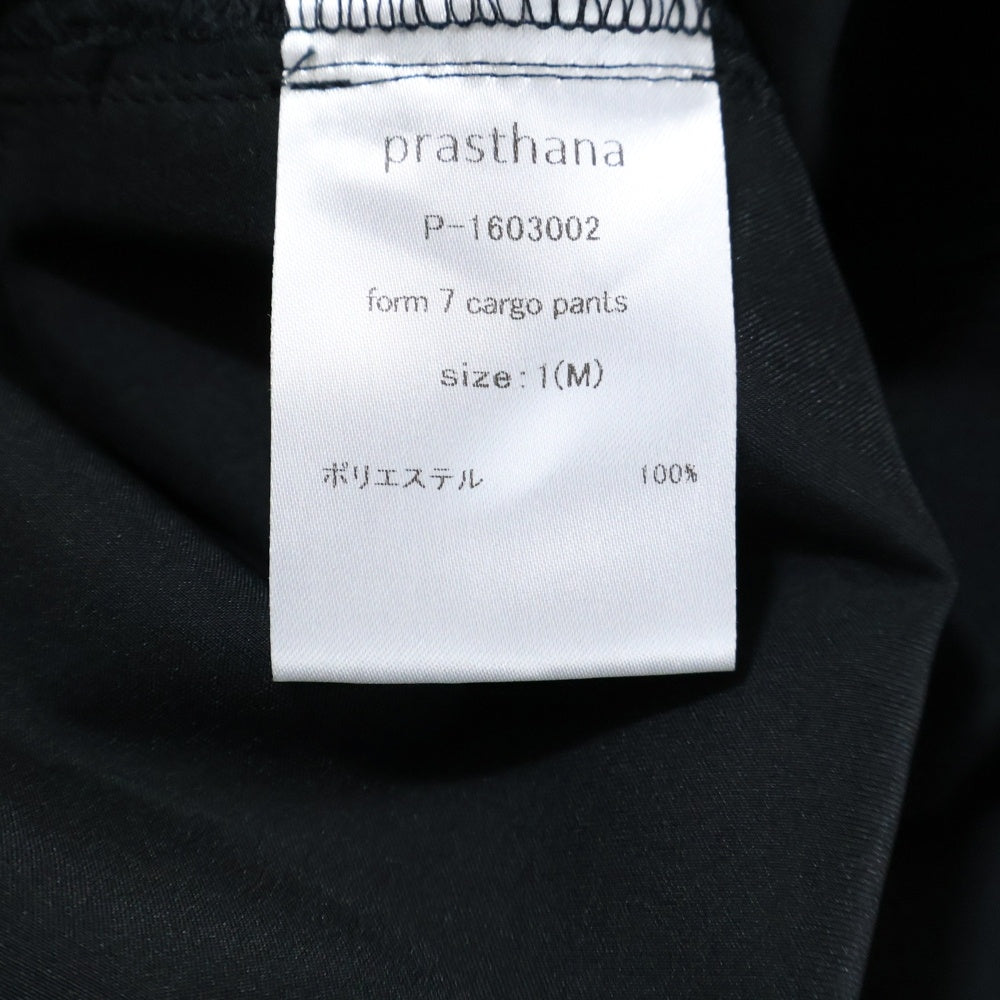 prasthana
P-1603002
form 7 cargo pants
size:1(M)
ポリエステル 100%